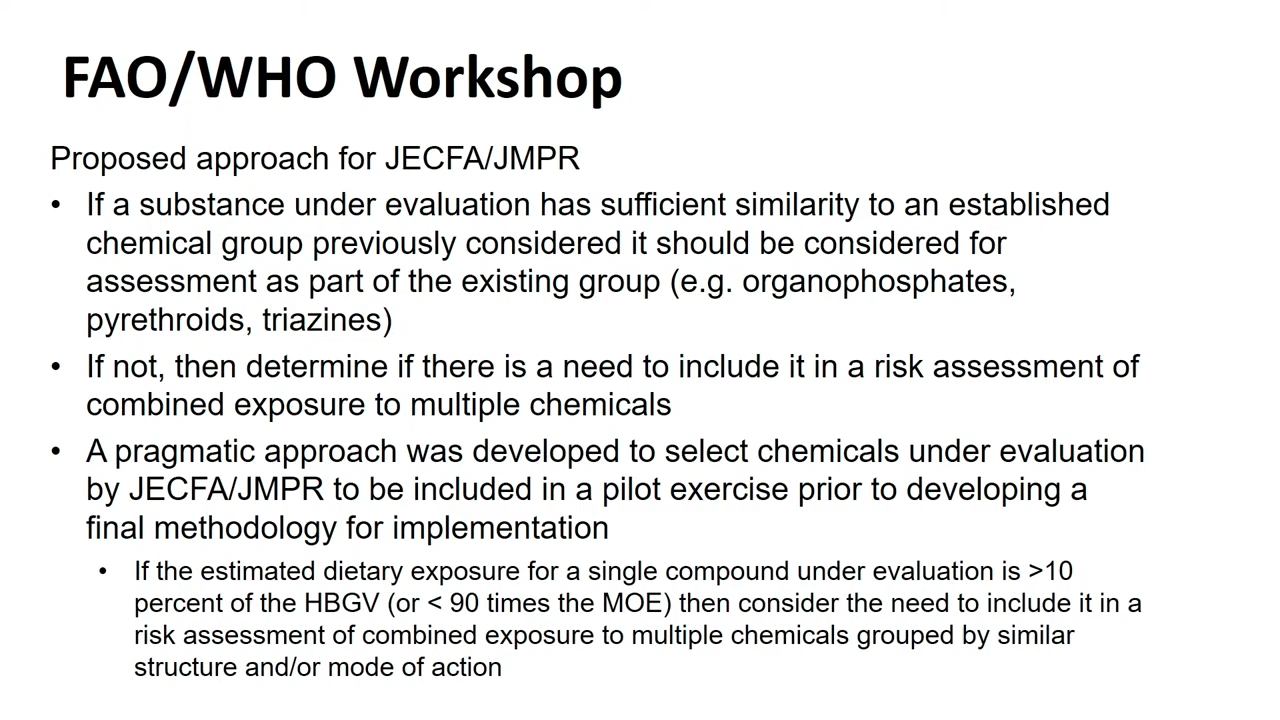 FAO/WHO Workshop
Proposed approach for JECFA/JMPR
• If a substance under evaluation has sufficient similarity to an established
chemical group previously considered it should be considered for
assessment as part of the existing group (e.g. organophosphates,
pyrethroids, triazines)
• If not, then determine if there is a need to include it in a risk assessment of
combined exposure to multiple chemicals
• A pragmatic approach was developed to select chemicals under evaluation
by JECFA/JMPR to be included in a pilot exercise prior to developing a
final methodology for implementation
• If the estimated dietary exposure for a single compound under evaluation is >10
percent of the HBGV (or < 90 times the MOE) then consider the need to include it in a
risk assessment of combined exposure to multiple chemicals grouped by similar
structure and/or mode of action